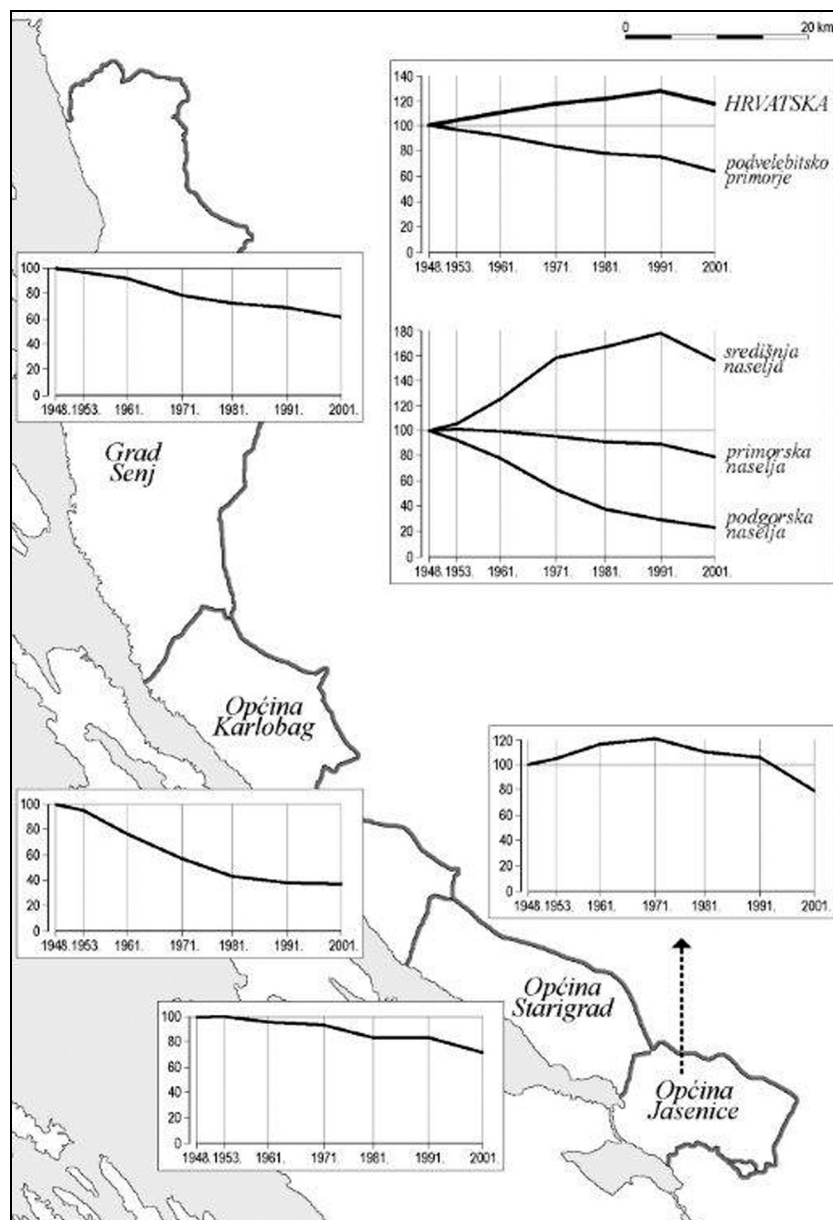 0 20 km
140
120
100
80
60
40
20
0
HRVATSKA
podvelebitsko
primorje
1948. 1953. 1961. 1971. 1981. 1991. 2001.
100
80
60
40
20
0
1948. 1953. 1961. 1971. 1981. 1991. 2001.
180
160
140
120
100
80
60
40
20
0
središnja
naselja
primorska
naselja
podgorska
naselja
1948. 1953. 1961. 1971. 1981. 1991. 2001.
Grad
Senj
Općina
Karlobag
120
100
80
60
40
20
0
1948. 1953. 1961. 1971. 1981. 1991. 2001.
100
80
60
40
20
0
1948. 1953. 1961. 1971. 1981. 1991. 2001.
Općina
Starigrad
100
80
60
40
20
0
1948. 1953. 1961. 1971. 1981. 1991. 2001.
Općina
Jasenice